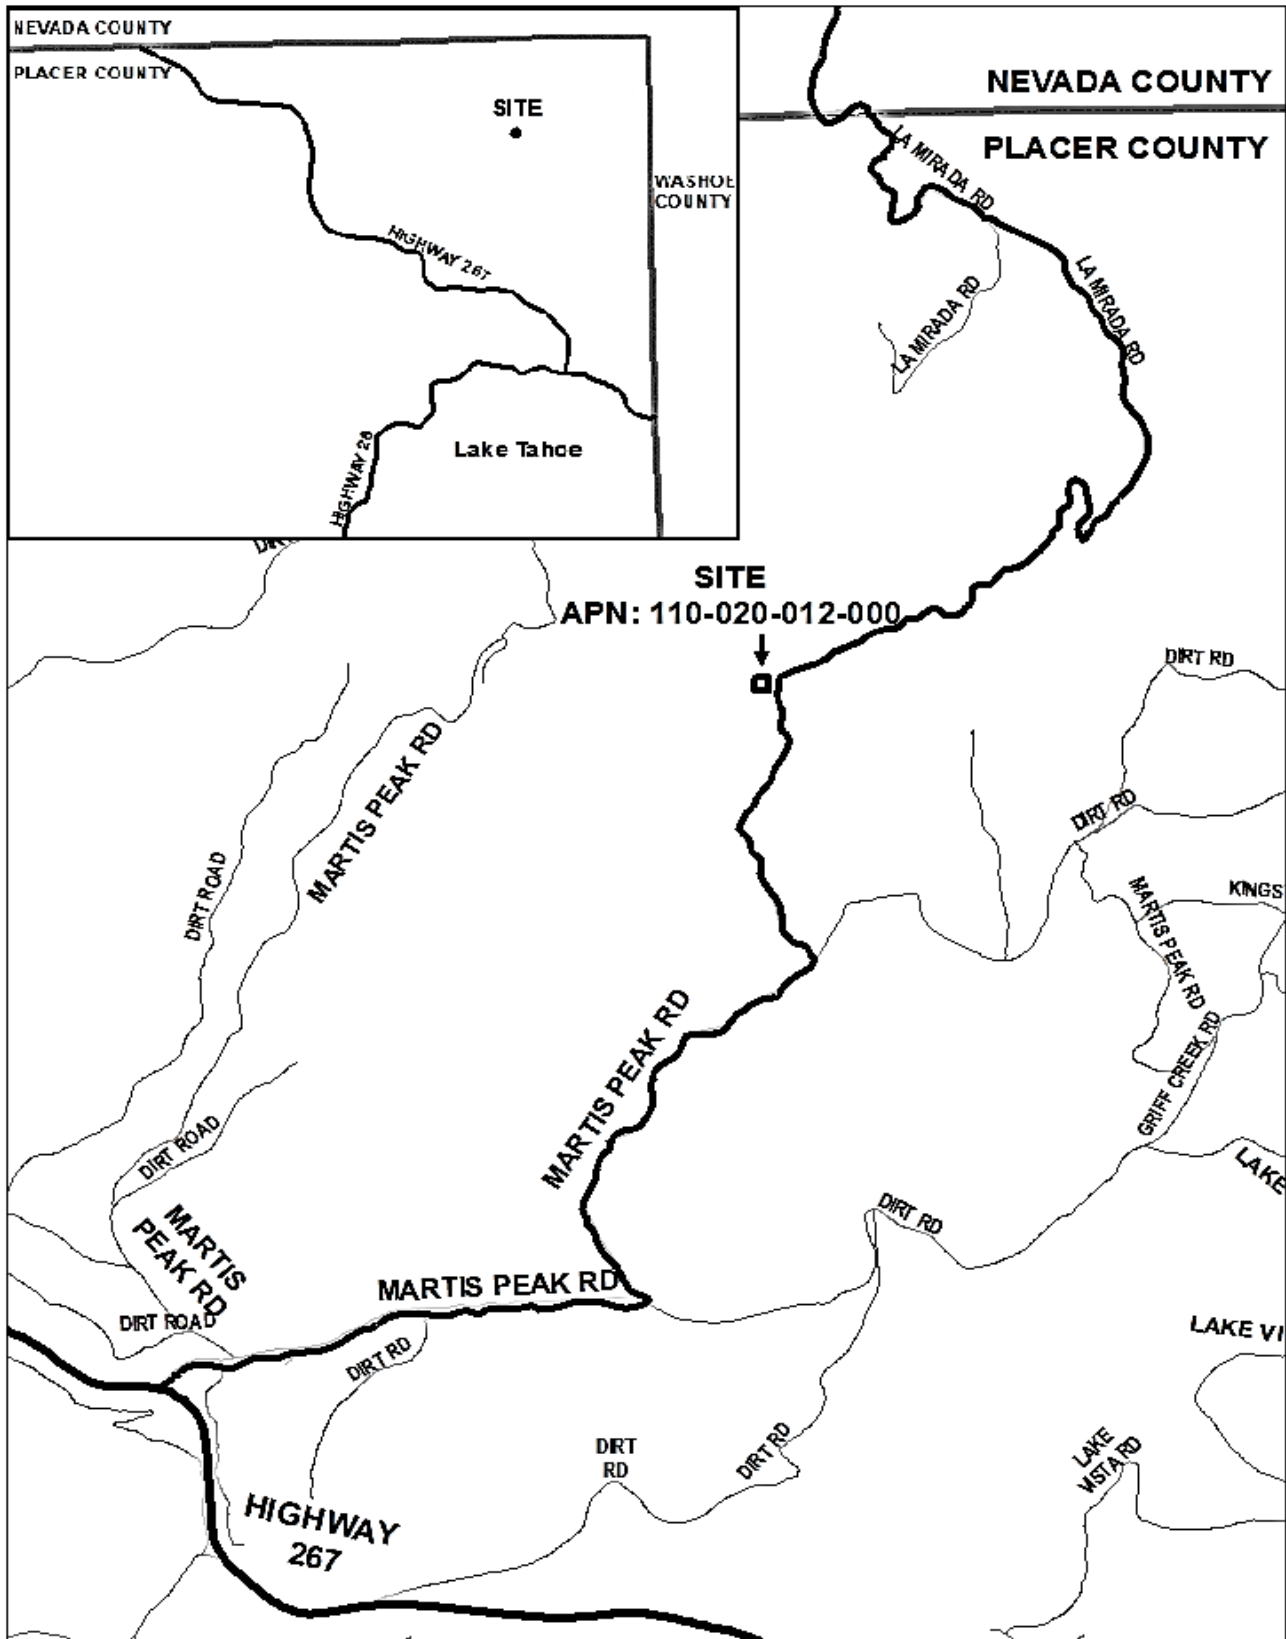 NEVADA COUNTY
PLACER COUNTY
SITE
WASHOE
COUNTY
HIGHWAY 267
HIGHWAY 28
Lake Tahoe
NEVADA COUNTY
PLACER COUNTY
LA MIRADA RD
LA MIRADA RD
LA MIRADA RD
SITE
APN: 110-020-012-000
DIRT RD
MARTIS PEAK RD
DIRT RD
DIRT ROAD
MARTIS PEAK RD
KINGS
MARTIS PEAK RD
GRIFF CREEK RD
DIRT ROAD
LAKE
MARTIS
PEAK RD
DIRT RD
MARTIS PEAK RD
DIRT ROAD
DIRT RD
LAKE VI
DIRT
RD
DIRT RD
LAKE
VISTA RD
HIGHWAY
267